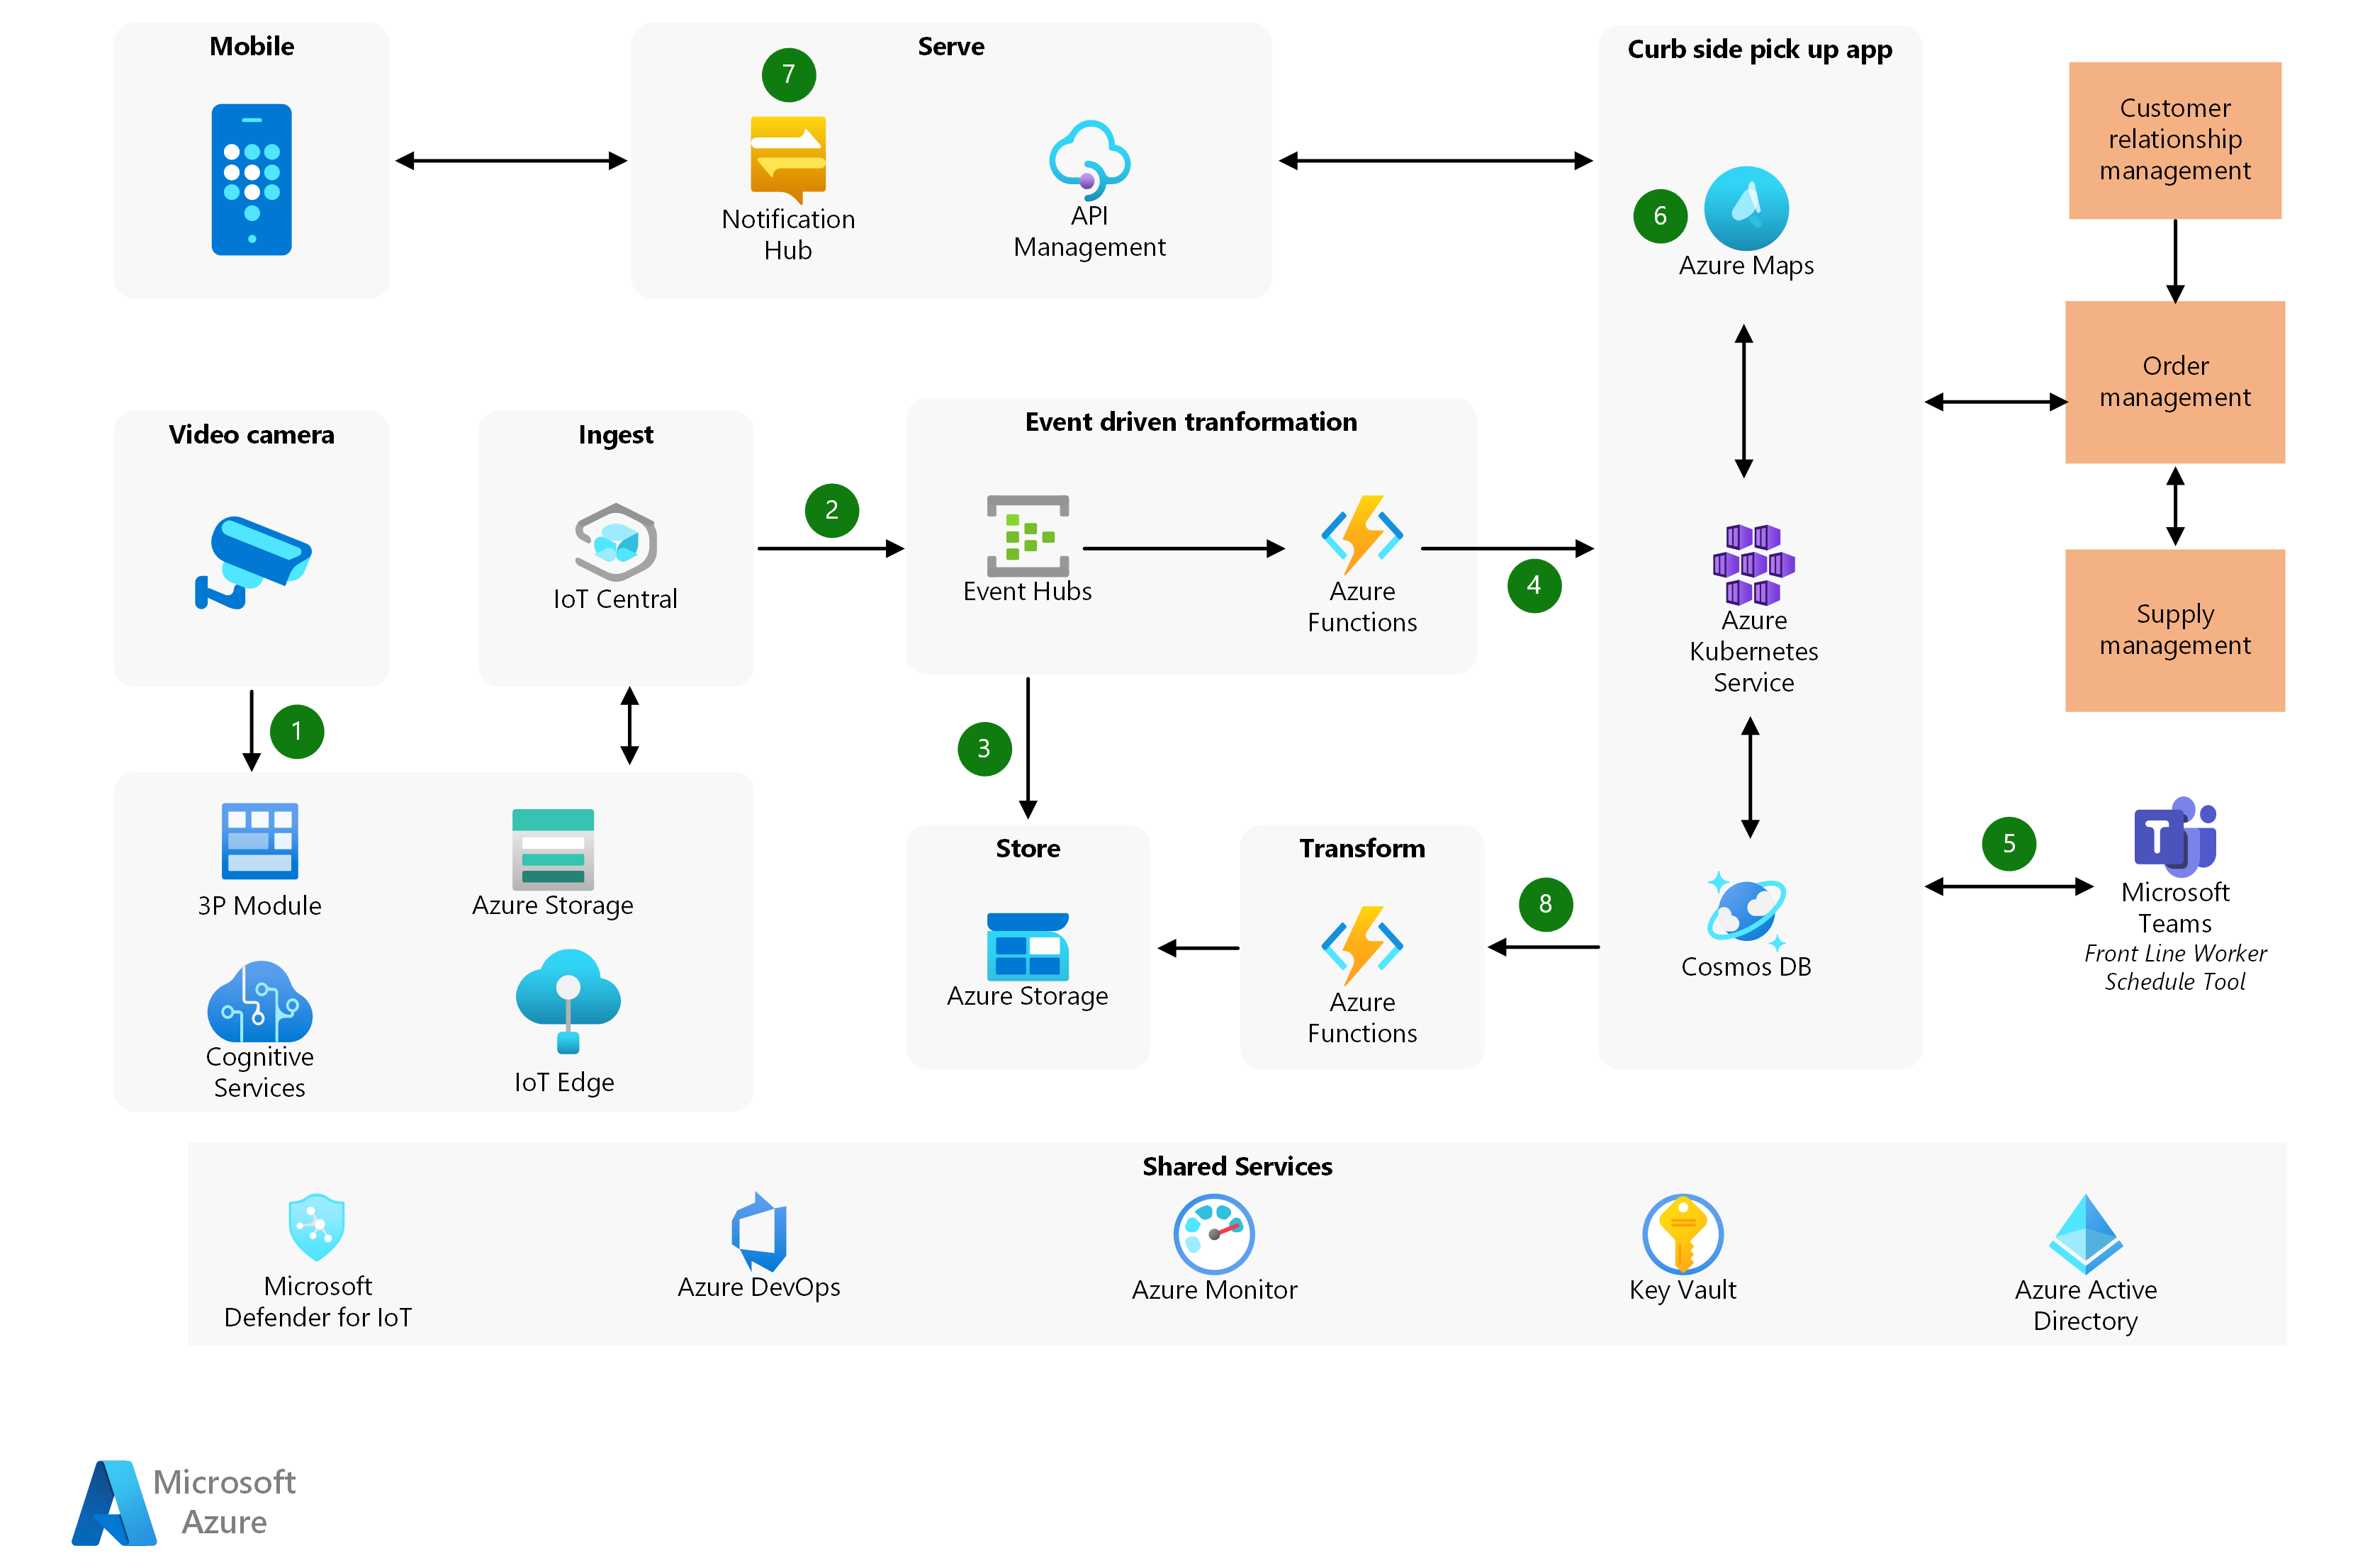 Mobile
Serve
7
Notification
Hub
API
Management
Curb side pick up app
6
Azure Maps
Azure
Kubernetes
Service
Cosmos DB
Customer
relationship
management
Order
management
Supply
management
Video camera
Ingest
IoT Central
2
Event driven tranformation
Event Hubs
Azure
Functions
4
1
3
3P Module
Azure Storage
Cognitive
Services
IoT Edge
Store
Azure Storage
Transform
Azure
Functions
8
5
T
Microsoft
Teams
Front Line Worker
Schedule Tool
Shared Services
Microsoft
Defender for IoT
Azure DevOps
Azure Monitor
Key Vault
Azure Active
Directory
Microsoft
Azure